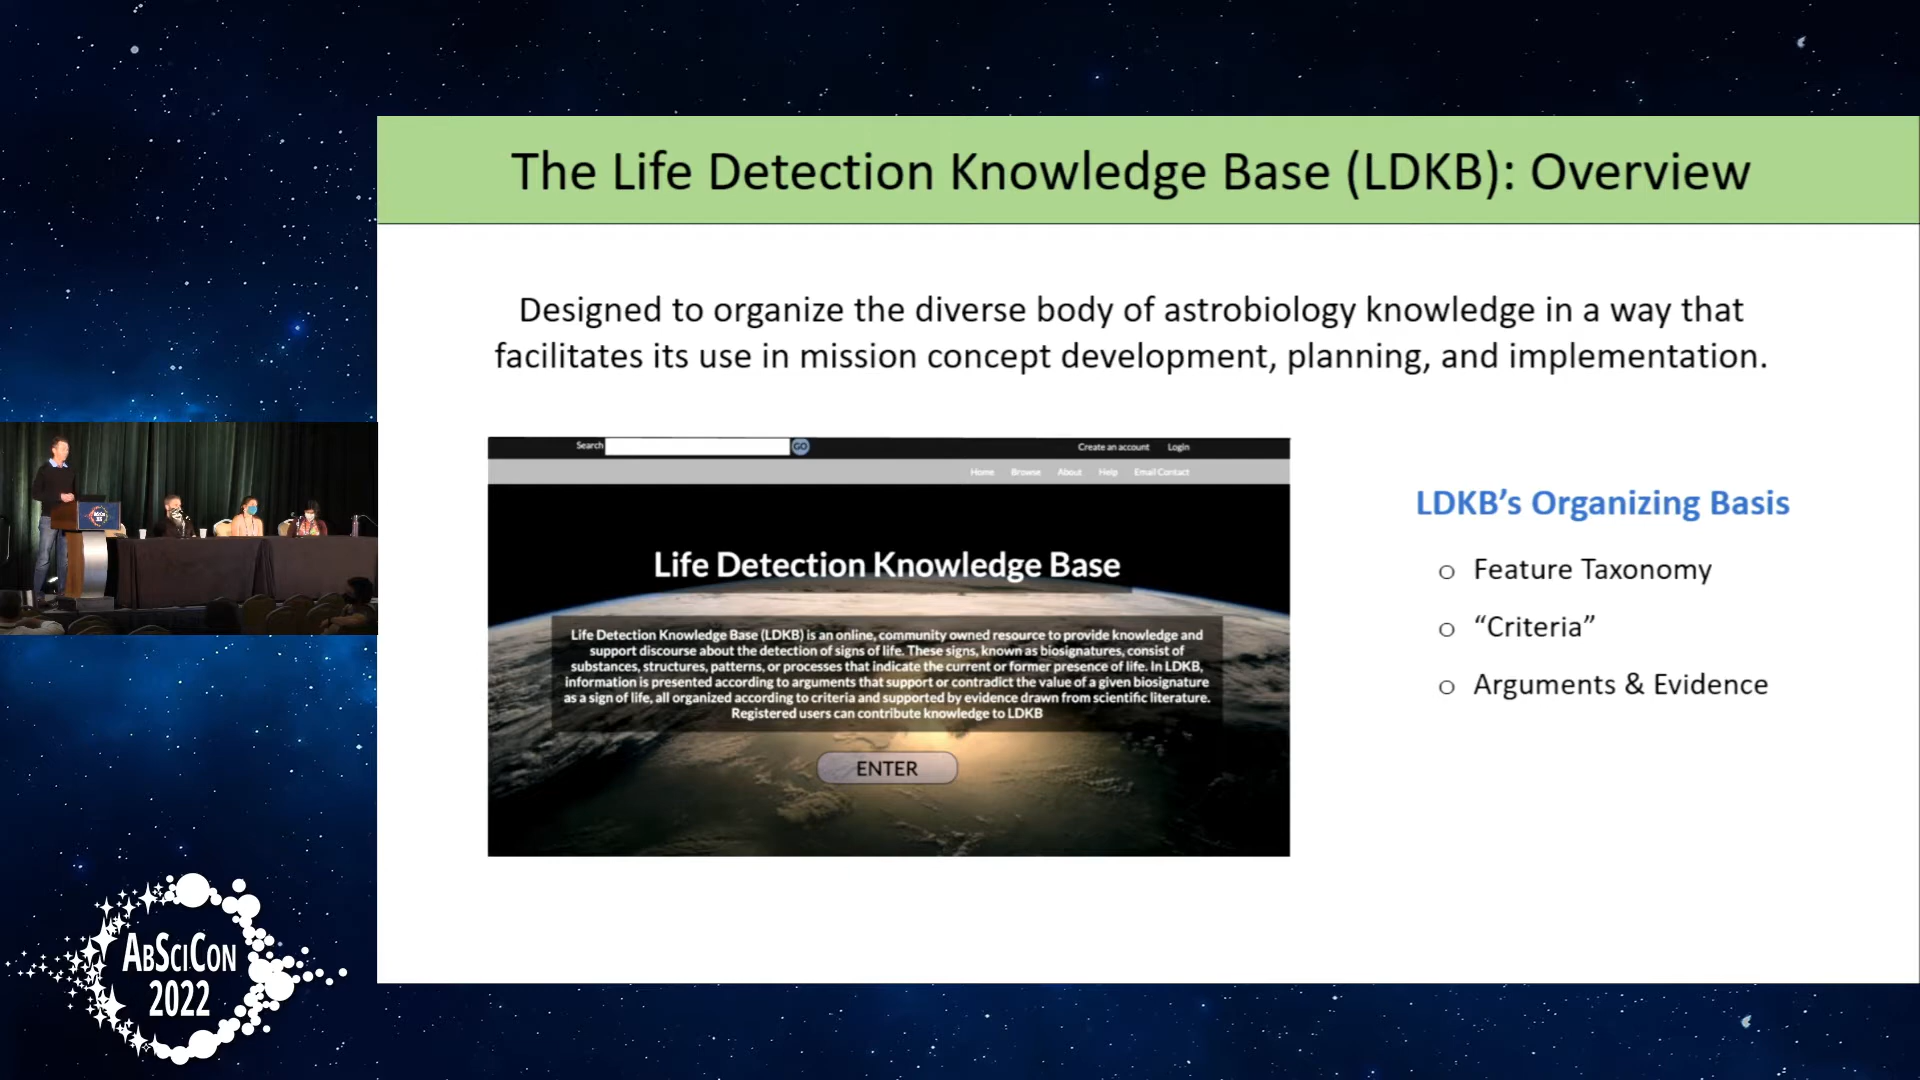 The Life Detection Knowledge Base (LDKB): Overview
Designed to organize the diverse body of astrobiology knowledge in a way that
facilitates its use in mission concept development, planning, and implementation.
Search
GO
Create an account
Login
Home
Browse
About
Help
Email Contact
Life Detection Knowledge Base
Life Detection Knowledge Base (LDKB) is an online, community owned resource to provide knowledge and
support discourse about the detection of signs of life. These signs, known as biosignatures, consist of
substances, structures, patterns, or processes that indicate the current or former presence of life. In LDKB,
information is presented according to arguments that support or contradict the value of a given biosignature
as a sign of life, all organized according to criteria and supported by evidence drawn from scientific literature.
Registered users can contribute knowledge to LDKB
ENTER
LDKB’s Organizing Basis
Feature Taxonomy
“Criteria”
Arguments & Evidence
ABSCICON
2022